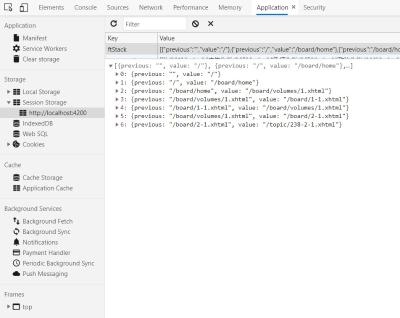 Elements Console Sources Network Performance Memory Application Security
Application
Manifest
Service Workers
Clear storage
Storage
Local Storage
Session Storage
http://localhost:4200
IndexedDB
Web SQL
Cookies
Cache
Cache Storage
Application Cache
Background Services
Background Fetch
Background Sync
Notifications
Payment Handler
Periodic Background Sync
Push Messaging
Frames
top
Filter
Key Value
ftStack [{"previous":"","value":"/"},{"previous":"/","value":"/board/home"},{"previous":"/board/ho
[{previous: "", value: "/"}, {previous: "/", value: "/board/home"},…]
0: {previous: "", value: "/"}
1: {previous: "/", value: "/board/home"}
2: {previous: "/board/home", value: "/board/volumes/1.xhtml"}
3: {previous: "/board/volumes/1.xhtml", value: "/board/1-1.xhtml"}
4: {previous: "/board/1-1.xhtml", value: "/board/volumes/1.xhtml"}
5: {previous: "/board/volumes/1.xhtml", value: "/board/2-1.xhtml"}
6: {previous: "/board/2-1.xhtml", value: "/topic/238-2-1.xhtml"}